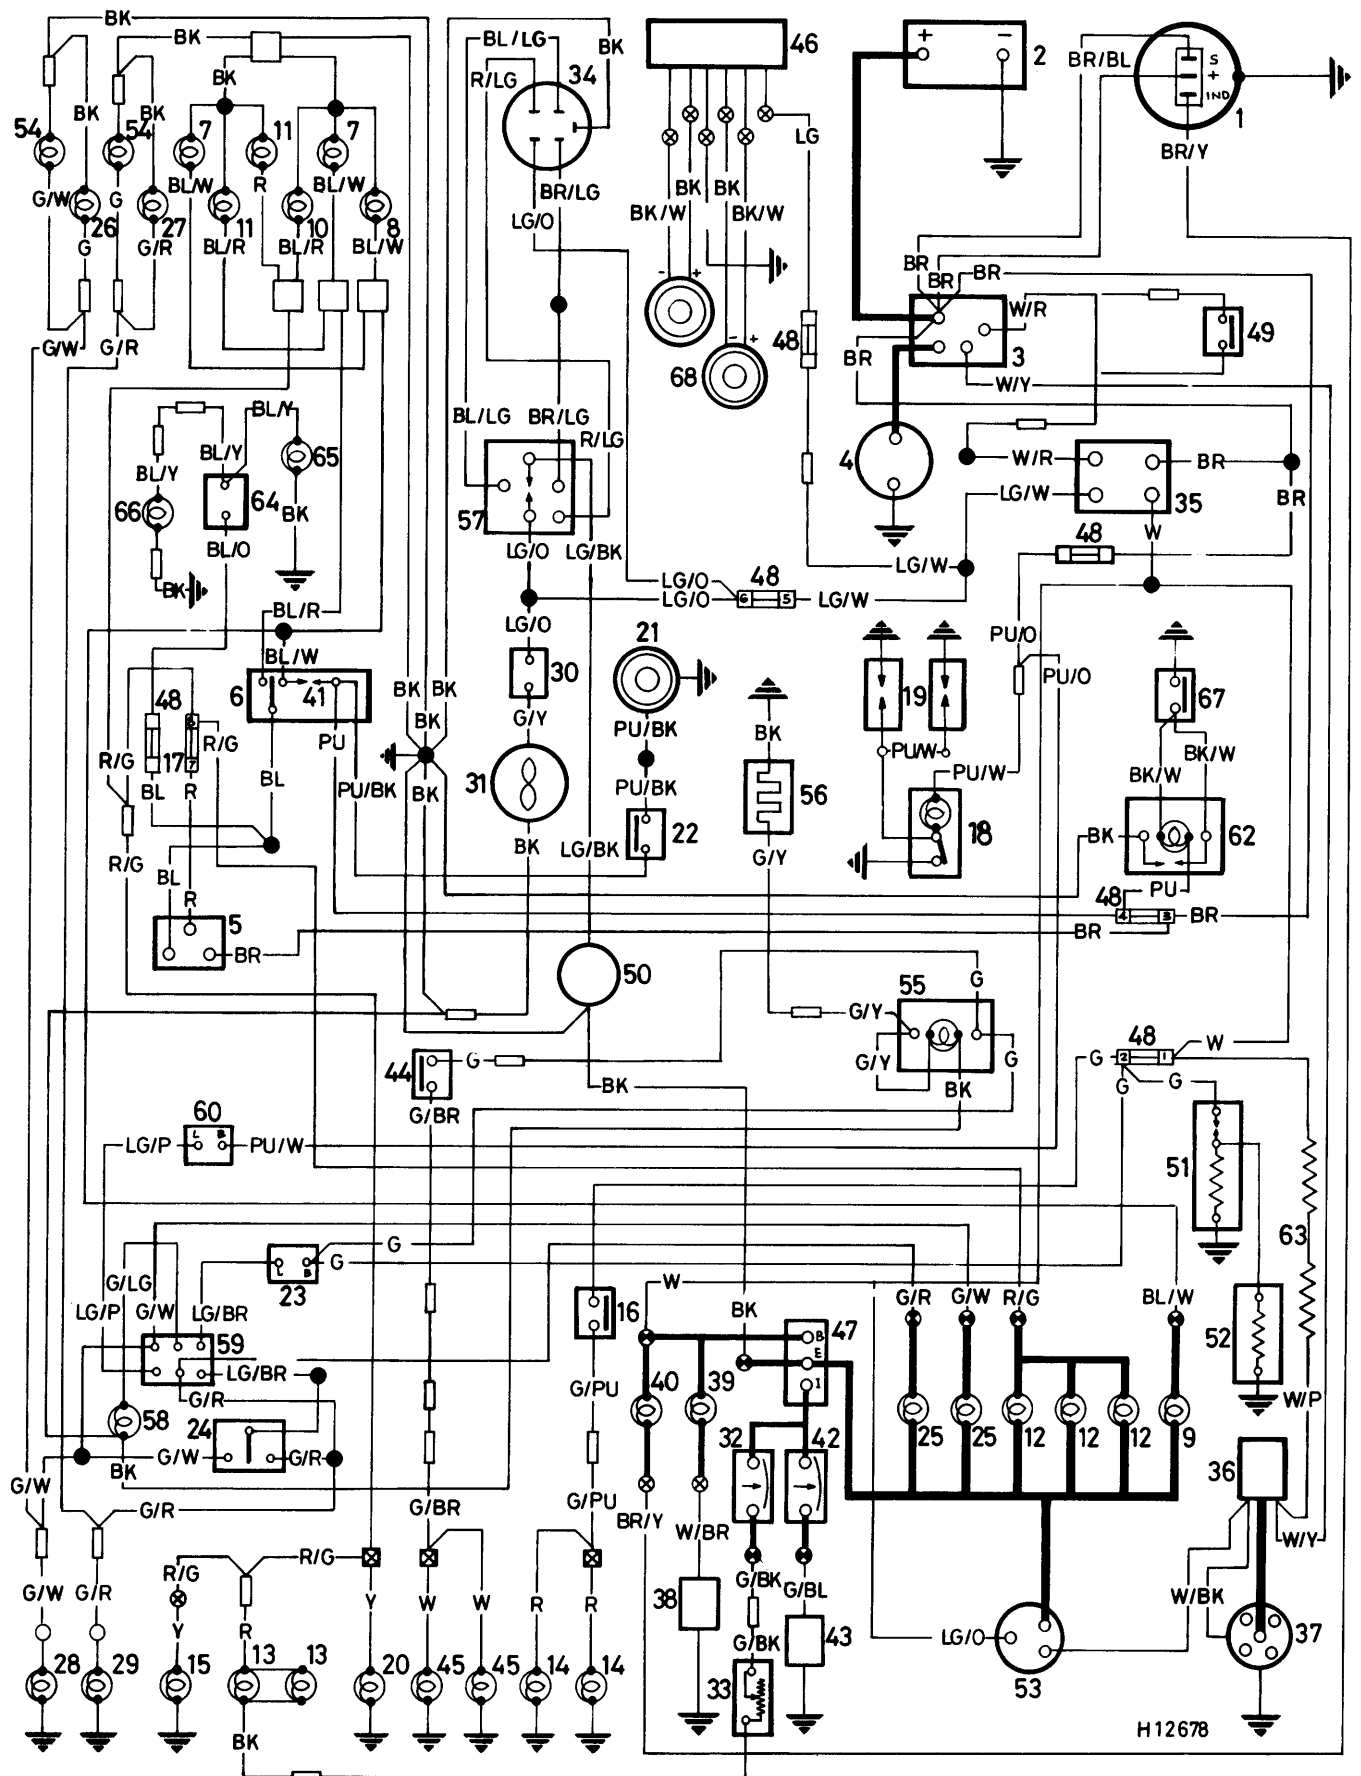 BK
BK
BL/LG
BK
46
+ −
2
BR/BL
S
+
IND
1
R/LG
34
BK
BK
BK
LG
BR/Y
54
54
7
11
7
BR/LG
BK
BK
G/W
G
BL/W
R
BL/W
LG/O
BK/W
BK/W
26
27
11
10
8
G
G/R
BL/R
BL/R
BL/W
BR
BR
BR
- +
W/R
48
49
G/W
G/R
- +
BR
3
68
W/Y
BL/Y
BL/LG
BR/LG
R/LG
BL/Y
65
4
W/R
BR
66
64
BK
57
LG/W
35
BR
BL/O
LG/O
LG/BK
W
48
BK
LG/W
LG/O
48
LG/O
6 5
LG/W
BL/R
LG/O
21
PU/O
BL/W
30
PU/O
6
41
BK
BK
19
67
48
G/Y
PU/BK
BK
BK
R/G
PU
PU/W
BK/W
R/G
17
7
BL
PU/BK
BK
31
PU/BK
56
PU/W
BK/W
BL
R
22
18
BK
62
R/G
BK
LG/BK
G/Y
BL
R
PU
48
5
4 3
BR
BR
BR
50
55
G
G/Y
G/Y
G
48
W
44
G
G
2 1
BK
BK
G
G
G/BR
60
LG/P
L B
PU/W
51
G
63
G/LG
L B
G
23
W
LG/P
G/W
LG/BR
BK
G/R
G/W
R/G
BL/W
16
47
B
52
59
E
LG/BR
G/PU
40
39
I
W/P
G/R
58
24
32
42
25
25
12
12
12
9
G/W
G/R
36
G/W
BK
G/R
G/BR
G/PU
BR/Y
W/BR
W/Y
R/G
R/G
G/BK
G/BL
G/W
G/R
Y
W
W
R
R
38
W/BK
Y
R
G/BK
43
LG/O
37
28
29
15
13
13
20
45
45
14
14
33
53
BK
H12678